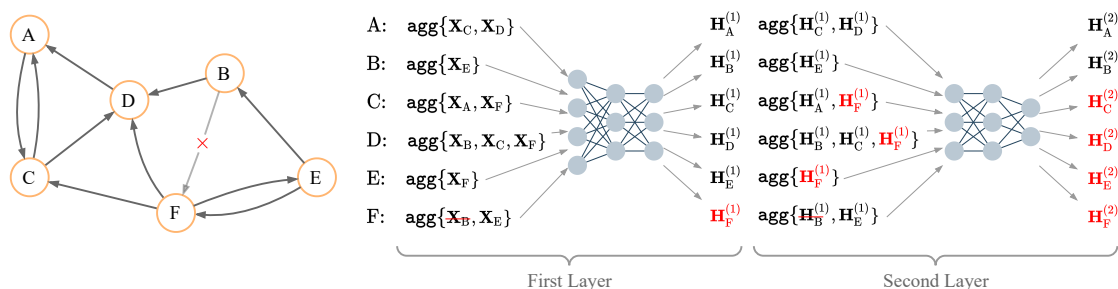 A
B
D
C
E
F
×
A: agg{X_C, X_D} H_A^(1) agg{H_C^(1), H_D^(1)} H_A^(2)
B: agg{X_E} H_B^(1) agg{H_E^(1)} H_B^(2)
C: agg{X_A, X_F} H_C^(1) agg{H_A^(1), H_F^(1)} H_C^(2)
D: agg{X_B, X_C, X_F} H_D^(1) agg{H_B^(1), H_C^(1), H_F^(1)} H_D^(2)
E: agg{X_F} H_E^(1) agg{H_F^(1)} H_E^(2)
F: agg{X_B, X_E} H_F^(1) agg{H_B^(1), H_E^(1)} H_F^(2)
First Layer Second Layer